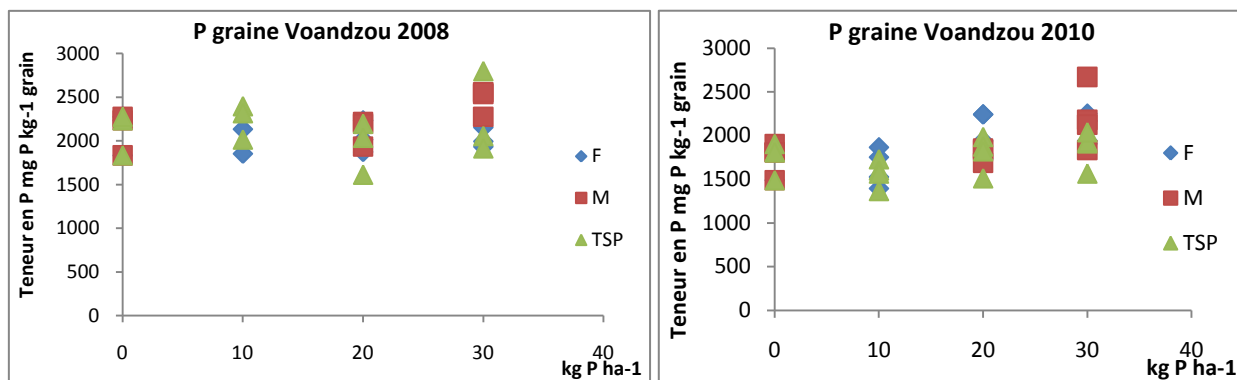 P graine Voandzou 2008
Teneur en P mg P kg-1 grain
3000
2500
2000
1500
1000
500
0
0 10 20 30 40
kg P ha-1
F
M
TSP
P graine Voandzou 2010
Teneur en P mg P kg-1 grain
3000
2500
2000
1500
1000
500
0
0 10 20 30 40
kg P ha-1
F
M
TSP